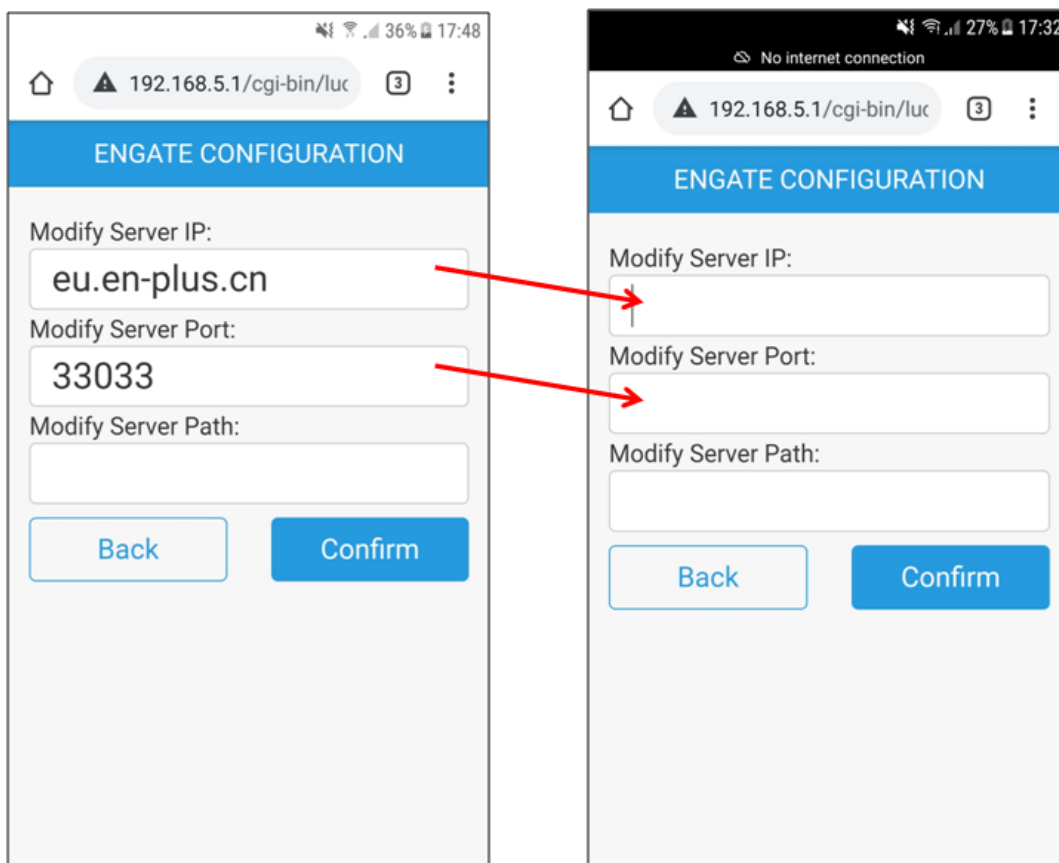 36% 17:48
192.168.5.1/cgi-bin/luc 3
ENGATE CONFIGURATION
Modify Server IP:
eu.en-plus.cn
Modify Server Port:
33033
Modify Server Path:
Back Confirm
27% 17:32
No internet connection
192.168.5.1/cgi-bin/luc 3
ENGATE CONFIGURATION
Modify Server IP:
Modify Server Port:
Modify Server Path:
Back Confirm